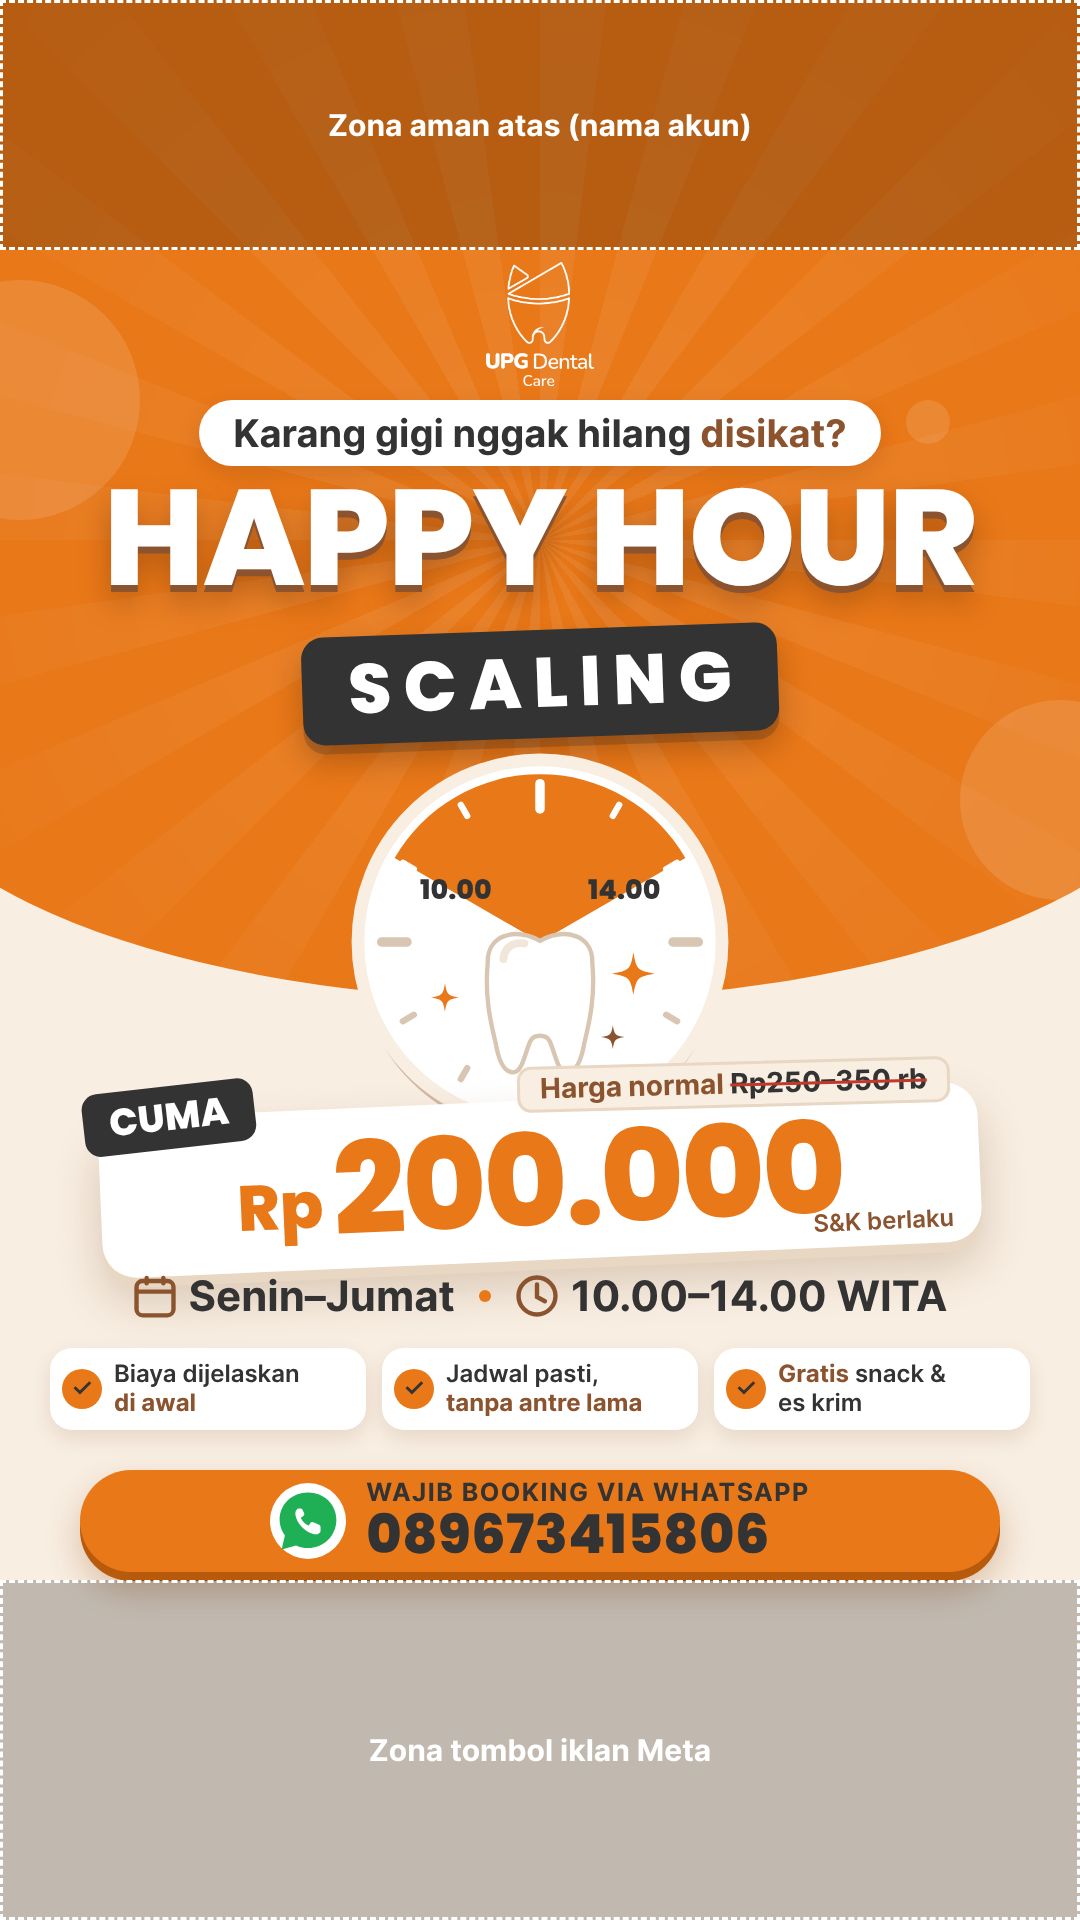 Zona aman atas (nama akun)
UPG Dental
Care
Karang gigi nggak hilang disikat?
HAPPY HOUR
SCALING
10.00
14.00
Harga normal Rp250–350 rb
CUMA
Rp 200.000
S&K berlaku
Senin–Jumat • 10.00–14.00 WITA
Biaya dijelaskan
di awal
Jadwal pasti,
tanpa antre lama
Gratis snack &
es krim
WAJIB BOOKING VIA WHATSAPP
089673415806
Zona tombol iklan Meta